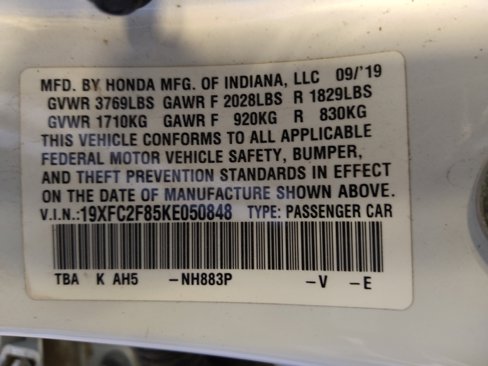 MFD. BY HONDA MFG. OF INDIANA, LLC 09/'19
GVWR 3769LBS GAWR F 2028LBS R 1829LBS
GVWR 1710KG GAWR F 920KG R 830KG
THIS VEHICLE CONFORMS TO ALL APPLICABLE
FEDERAL MOTOR VEHICLE SAFETY, BUMPER,
AND THEFT PREVENTION STANDARDS IN EFFECT
ON THE DATE OF MANUFACTURE SHOWN ABOVE.
V.I.N.:19XFC2F85KE050848 TYPE: PASSENGER CAR
TBA K AH5 –NH883P –V –E